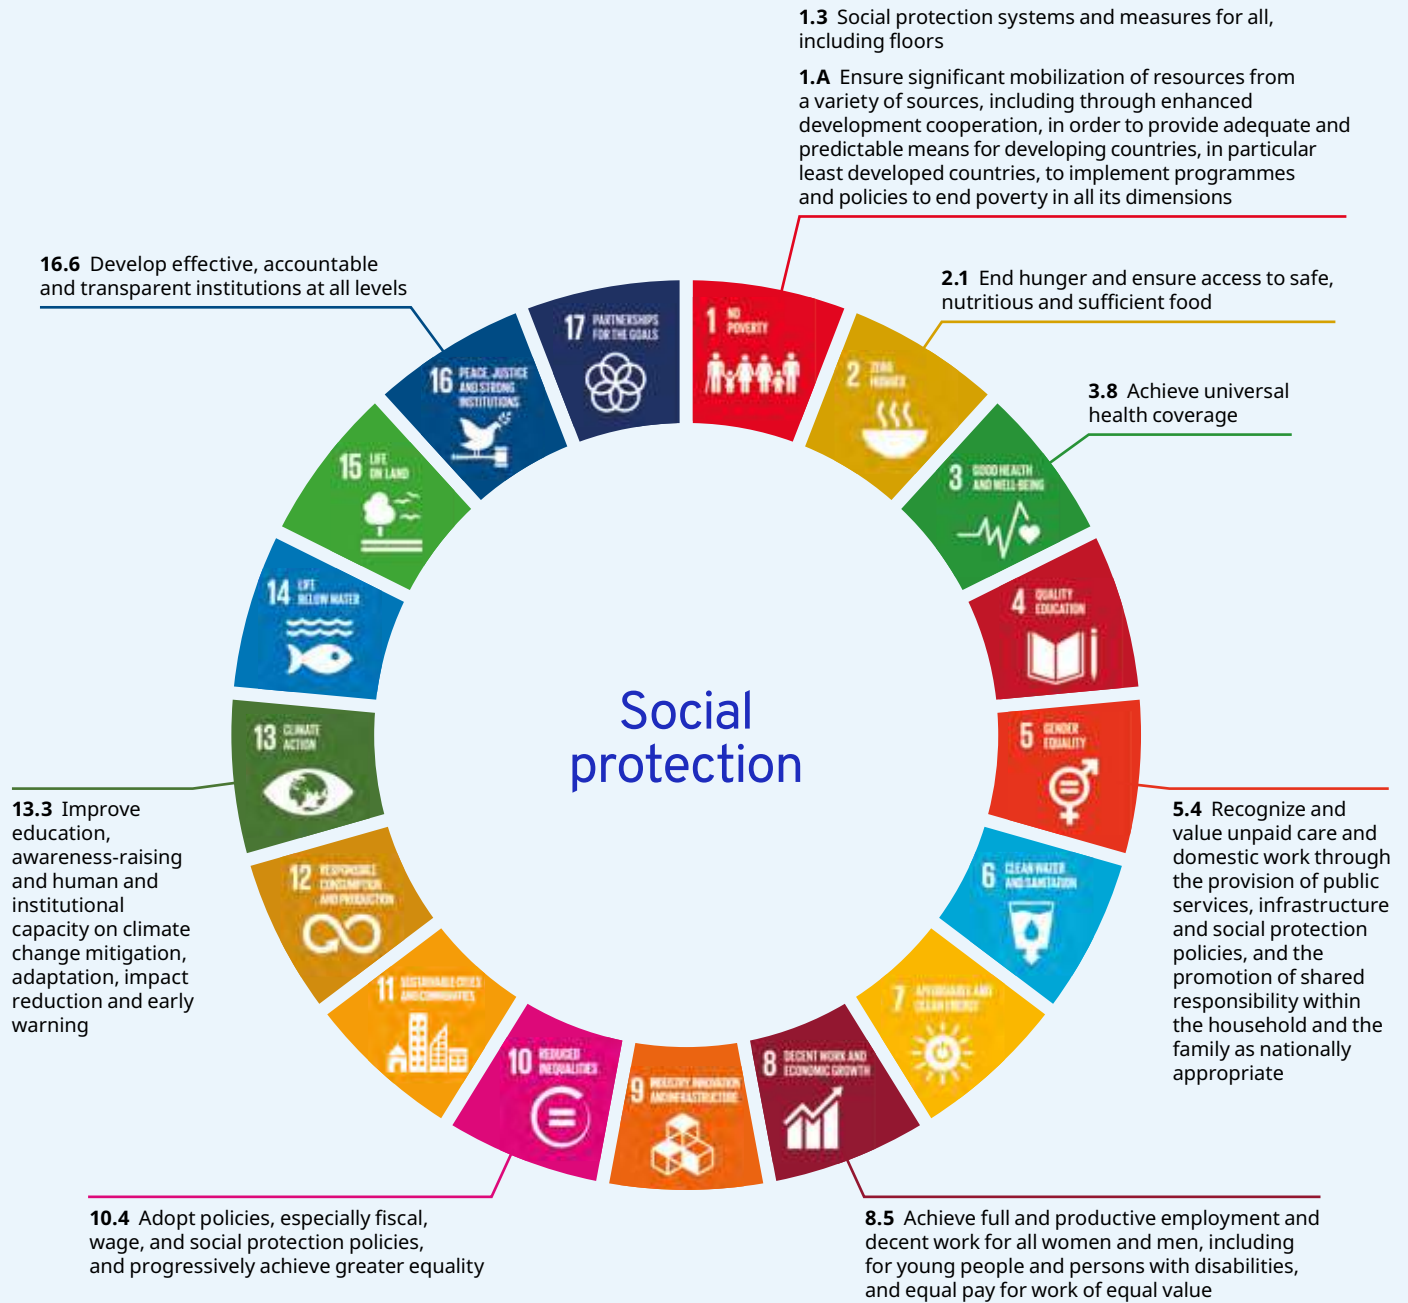 1.3 Social protection systems and measures for all,
including floors
1.A Ensure significant mobilization of resources from
a variety of sources, including through enhanced
development cooperation, in order to provide adequate and
predictable means for developing countries, in particular
least developed countries, to implement programmes
and policies to end poverty in all its dimensions
16.6 Develop effective, accountable
and transparent institutions at all levels
2.1 End hunger and ensure access to safe,
nutritious and sufficient food
3.8 Achieve universal
health coverage
1 NO
POVERTY
2 ZERO
HUNGER
3 GOOD HEALTH
AND WELL-BEING
4 QUALITY
EDUCATION
5 GENDER
EQUALITY
6 CLEAN WATER
AND SANITATION
7 AFFORDABLE AND
CLEAN ENERGY
8 DECENT WORK AND
ECONOMIC GROWTH
9 INDUSTRY, INNOVATION
AND INFRASTRUCTURE
10 REDUCED
INEQUALITIES
11 SUSTAINABLE CITIES
AND COMMUNITIES
12 RESPONSIBLE
CONSUMPTION
AND PRODUCTION
13 CLIMATE
ACTION
14 LIFE
BELOW WATER
15 LIFE
ON LAND
16 PEACE, JUSTICE
AND STRONG
INSTITUTIONS
17 PARTNERSHIPS
FOR THE GOALS
Social
protection
13.3 Improve
education,
awareness-raising
and human and
institutional
capacity on climate
change mitigation,
adaptation, impact
reduction and early
warning
5.4 Recognize and
value unpaid care and
domestic work through
the provision of public
services, infrastructure
and social protection
policies, and the
promotion of shared
responsibility within
the household and the
family as nationally
appropriate
10.4 Adopt policies, especially fiscal,
wage, and social protection policies,
and progressively achieve greater equality
8.5 Achieve full and productive employment and
decent work for all women and men, including
for young people and persons with disabilities,
and equal pay for work of equal value